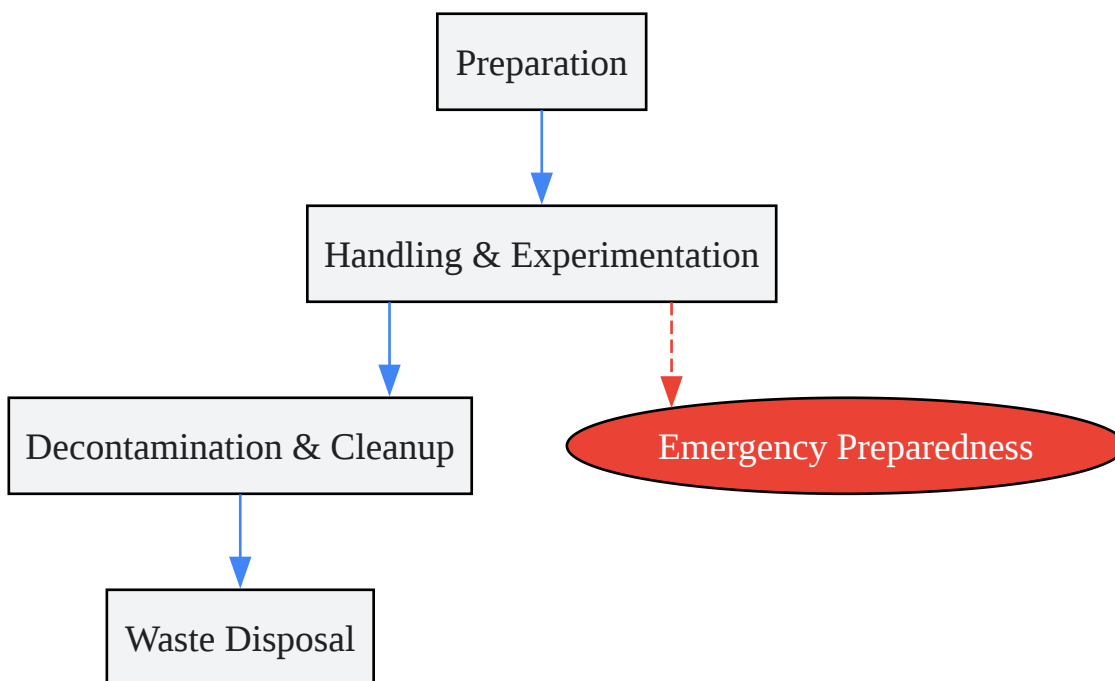 Preparation
Handling & Experimentation
Decontamination & Cleanup
Emergency Preparedness
Waste Disposal